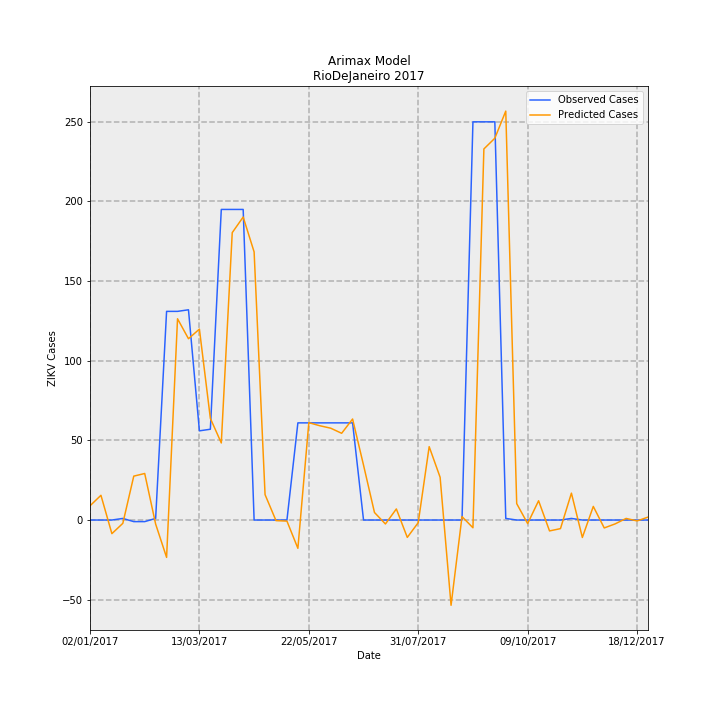 Arimax Model
RioDeJaneiro 2017
Observed Cases
Predicted Cases
250
200
150
100
50
0
−50
ZIKV Cases
02/01/2017
13/03/2017
22/05/2017
31/07/2017
09/10/2017
18/12/2017
Date